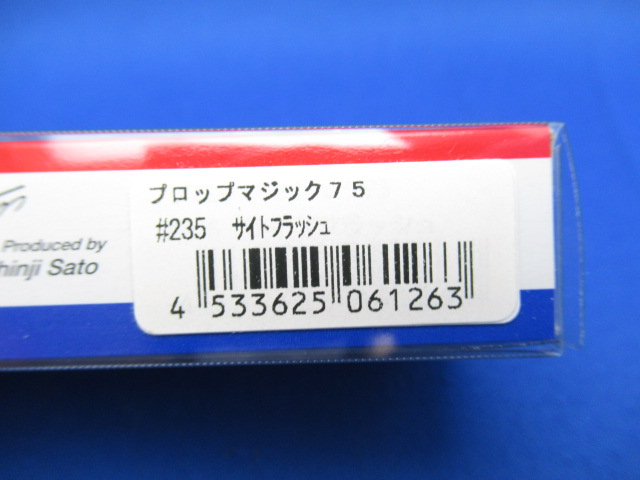 プロップマジック７５
#235 ｻｲﾄﾌﾗｯｼｭ
4 533625 061263
Produced by
hinji Sato